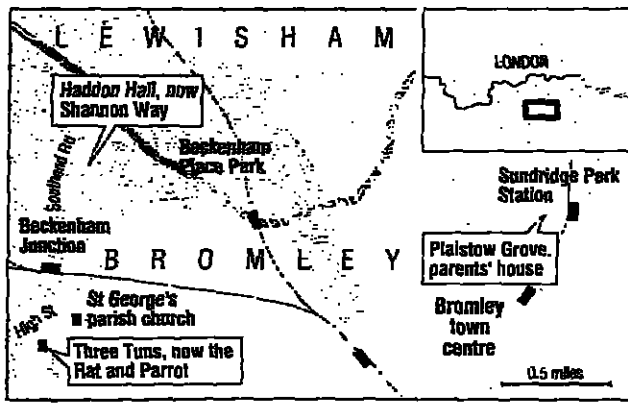 LEWISHAM
Haddon Hall, now
Shannon Way
Beckenham
Place Park
Southend Rd
Beckenham
Junction
BROMLEY
St George's
parish church
High St
Three Tuns, now the
Rat and Parrot
LONDON
Sundridge Park
Station
Plaistow Grove,
parents' house
Bromley
town
centre
0.5 miles